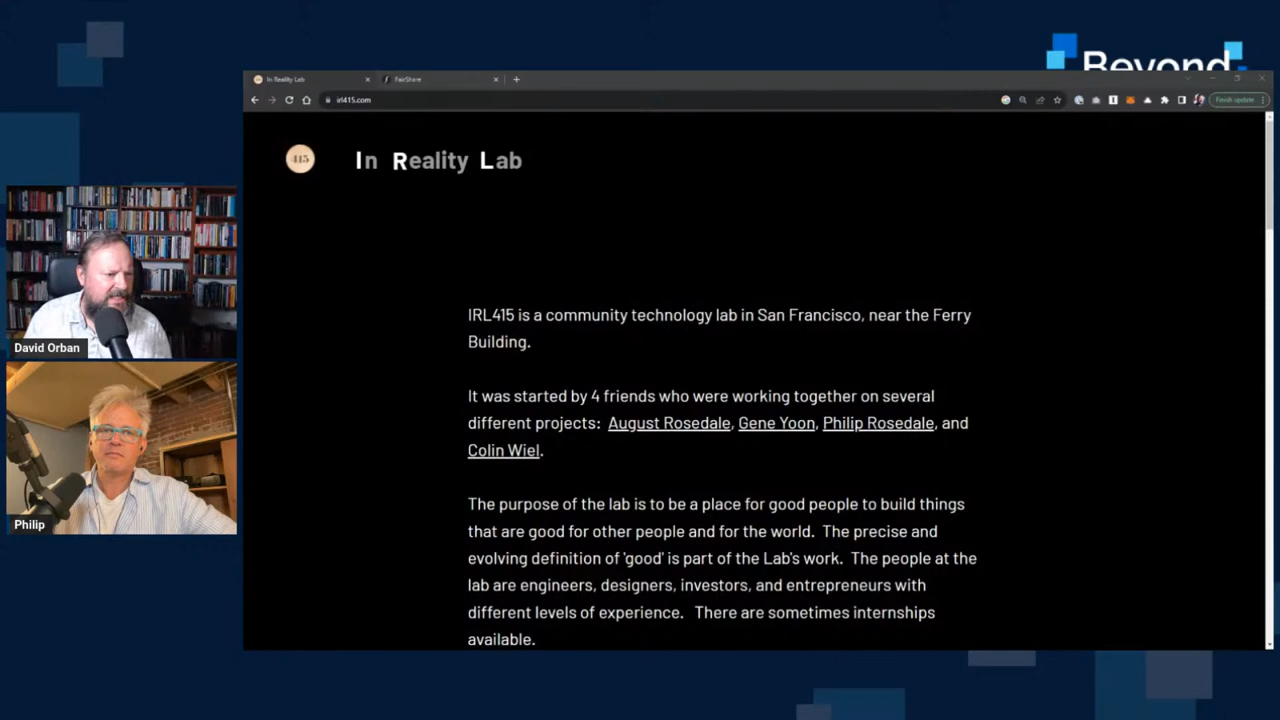 Beyond
In Reality Lab
FairShare
irl415.com
Finish update
415
In Reality Lab
IRL415 is a community technology lab in San Francisco, near the Ferry
Building.
It was started by 4 friends who were working together on several
different projects:  August Rosedale, Gene Yoon, Philip Rosedale, and
Colin Wiel.
The purpose of the lab is to be a place for good people to build things
that are good for other people and for the world.  The precise and
evolving definition of 'good' is part of the Lab's work.  The people at the
lab are engineers, designers, investors, and entrepreneurs with
different levels of experience.   There are sometimes internships
available.
David Orban
Philip